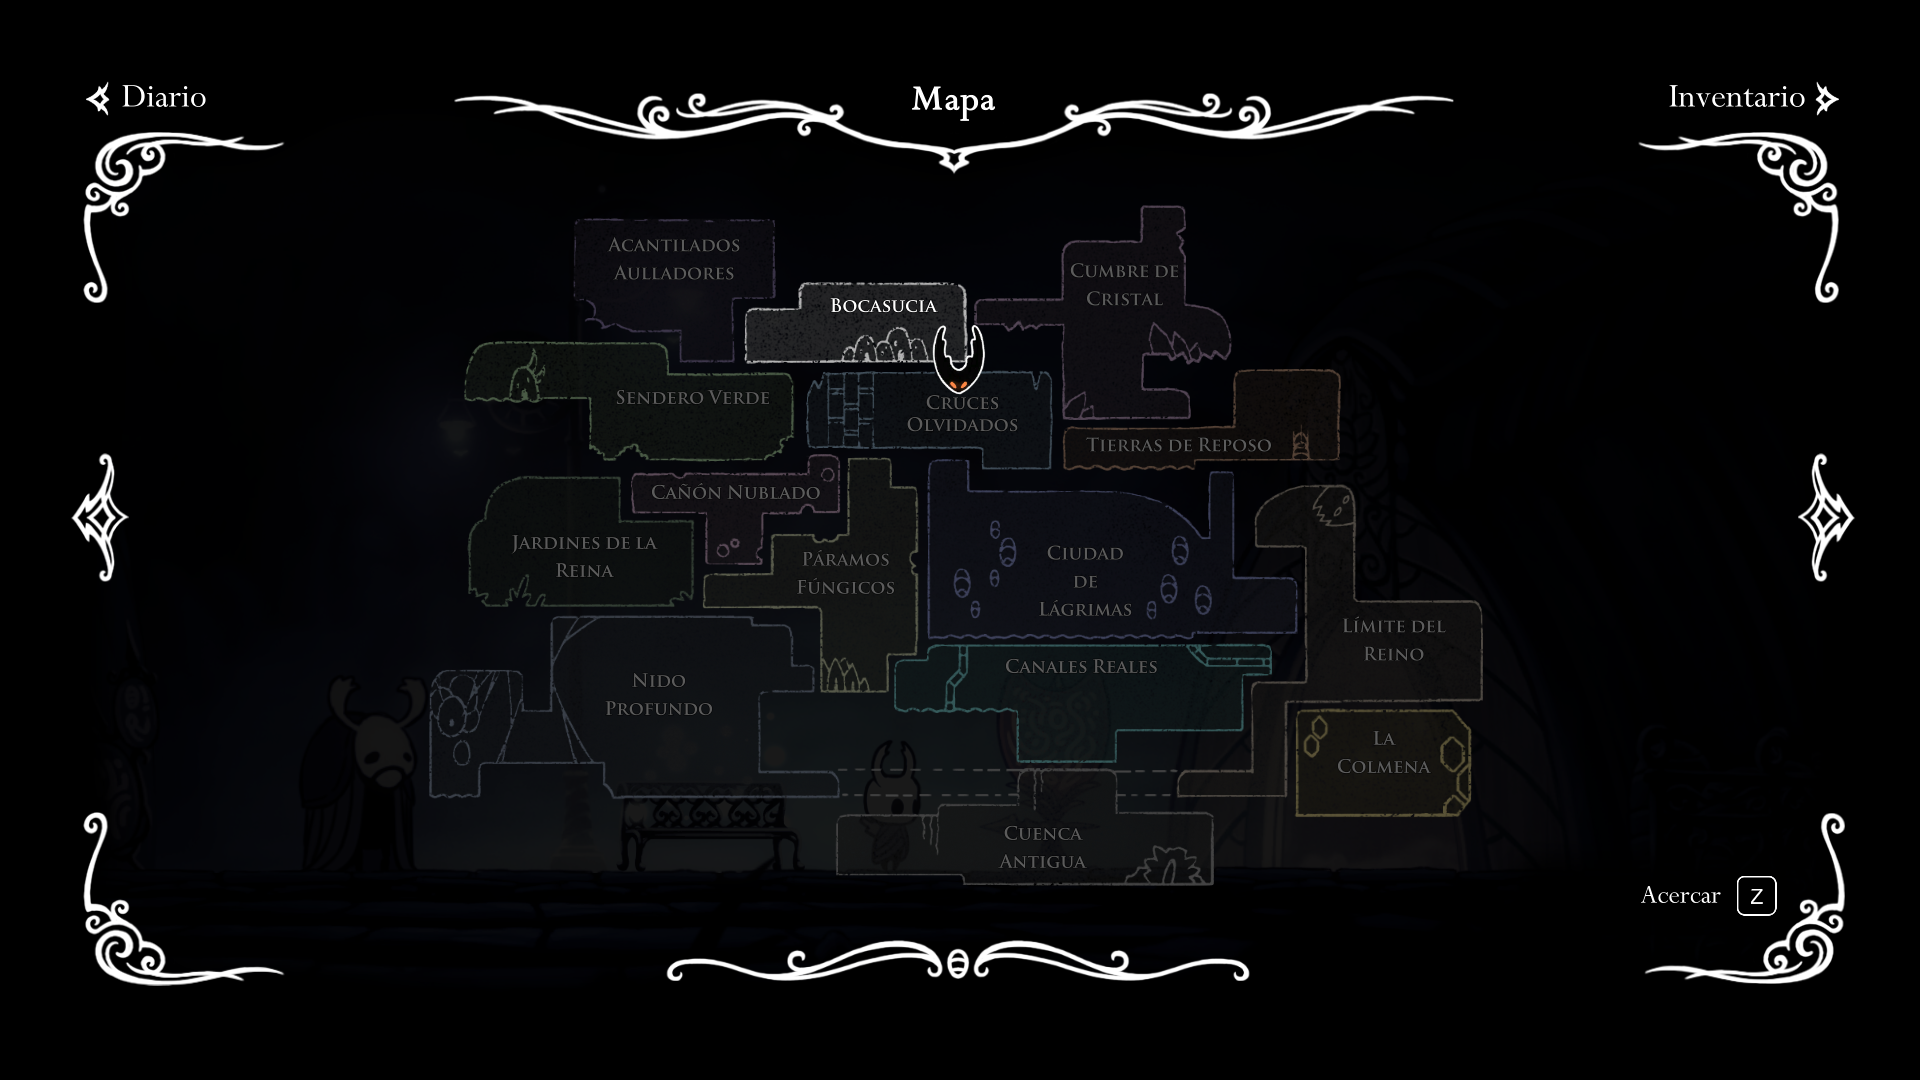 Diario
Mapa
Inventario
Acantilados
Aulladores
Cumbre de
Cristal
Bocasucia
Sendero Verde
Cruces
Olvidados
Tierras de Reposo
Cañón Nublado
Jardines de la
Reina
Páramos
Fúngicos
Ciudad
de
Lágrimas
Límite del
Reino
Canales Reales
Nido
Profundo
La
Colmena
Cuenca
Antigua
Acercar Z